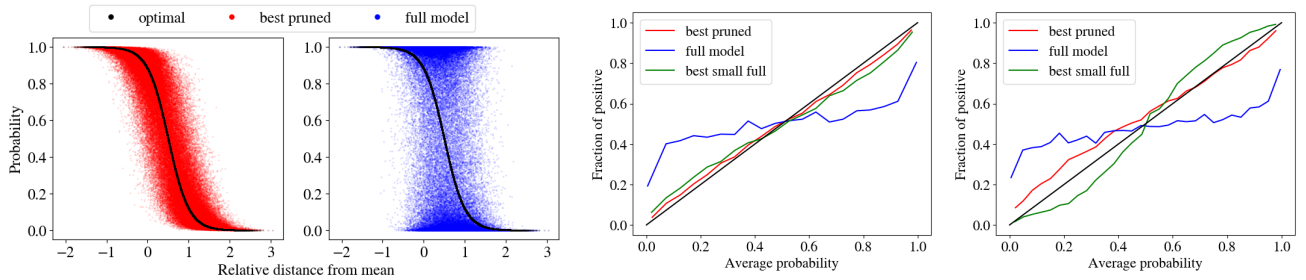 optimal best pruned full model
Probability
1.0
0.8
0.6
0.4
0.2
0.0
−2 −1 0 1 2 3
−2 −1 0 1 2 3
Relative distance from mean
Fraction of positive
1.0
0.8
0.6
0.4
0.2
0.0
best pruned
full model
best small full
0.0 0.2 0.4 0.6 0.8 1.0
Average probability
Fraction of positive
1.0
0.8
0.6
0.4
0.2
0.0
best pruned
full model
best small full
0.0 0.2 0.4 0.6 0.8 1.0
Average probability